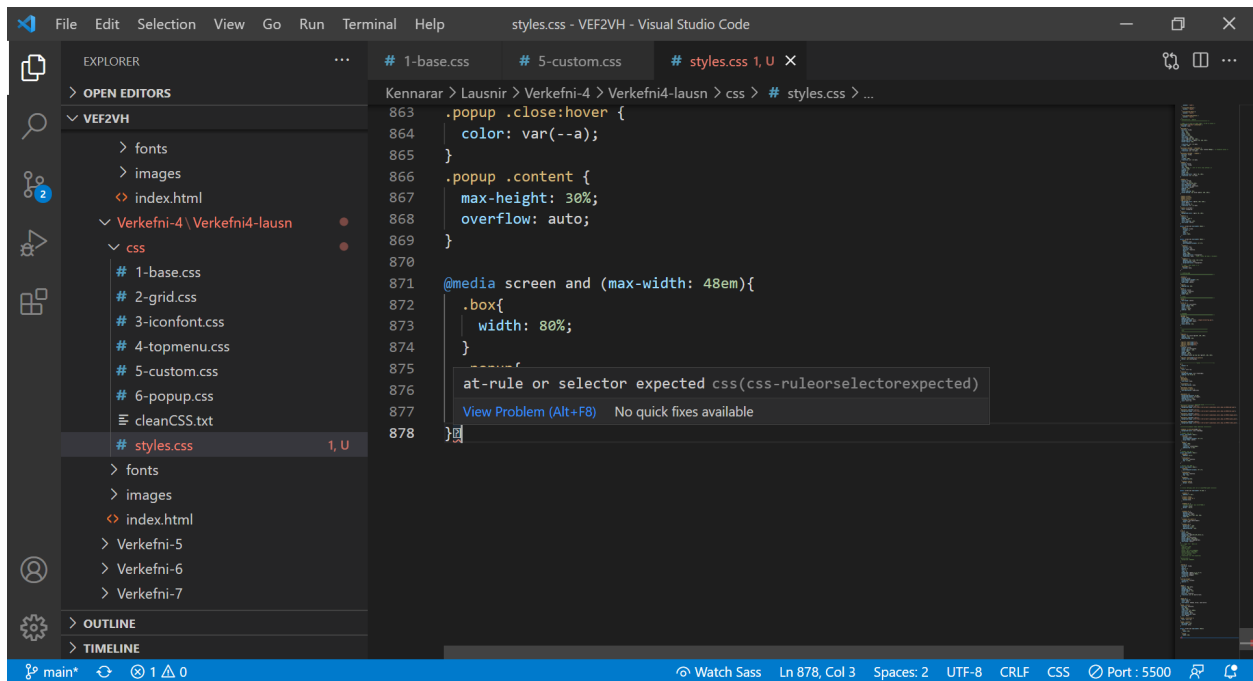 File Edit Selection View Go Run Terminal Help styles.css - VEF2VH - Visual Studio Code
EXPLORER ···
# 1-base.css # 5-custom.css # styles.css 1, U
OPEN EDITORS
VEF2VH
fonts
images
index.html
Verkefni-4 \ Verkefni4-lausn
css
# 1-base.css
# 2-grid.css
# 3-iconfont.css
# 4-topmenu.css
# 5-custom.css
# 6-popup.css
cleanCSS.txt
# styles.css 1, U
fonts
images
index.html
Verkefni-5
Verkefni-6
Verkefni-7
OUTLINE
TIMELINE
2
Kennarar > Lausnir > Verkefni-4 > Verkefni4-lausn > css > # styles.css > ...
863 .popup .close:hover {
864 color: var(--a);
865 }
866 .popup .content {
867 max-height: 30%;
868 overflow: auto;
869 }
870
871 @media screen and (max-width: 48em){
872 .box{
873 width: 80%;
874 }
875
876
877
878 }
at-rule or selector expected css(css-ruleorselectorexpected)
View Problem (Alt+F8) No quick fixes available
main* 1 0 Watch Sass Ln 878, Col 3 Spaces: 2 UTF-8 CRLF CSS Port : 5500